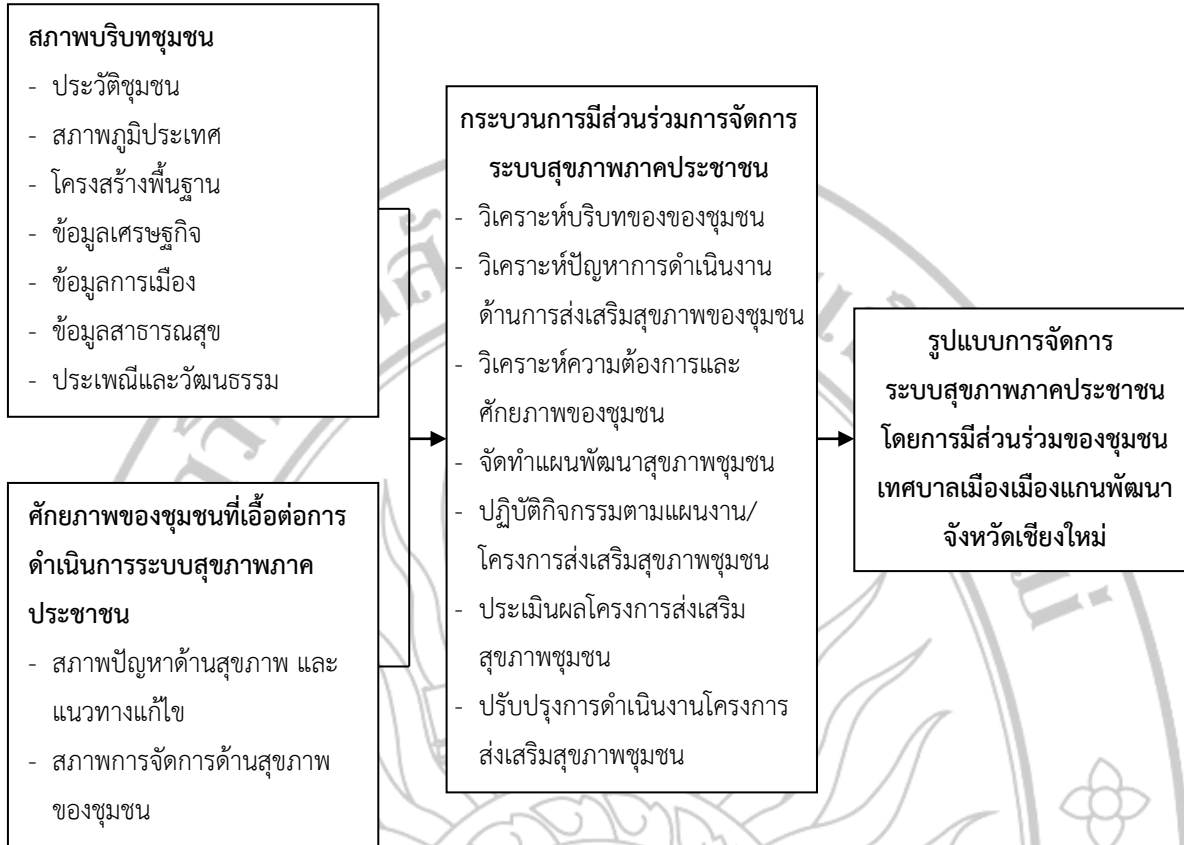 สภาพบริบทชุมชน
- ประวัติชุมชน
- สภาพภูมิประเทศ
- โครงสร้างพื้นฐาน
- ข้อมูลเศรษฐกิจ
- ข้อมูลการเมือง
- ข้อมูลสาธารณสุข
- ประเพณีและวัฒนธรรม
ศักยภาพของชุมชนที่เอื้อต่อการ
ดำเนินการระบบสุขภาพภาค
ประชาชน
- สภาพปัญหาด้านสุขภาพ และ
แนวทางแก้ไข
- สภาพการจัดการด้านสุขภาพ
ของชุมชน
กระบวนการมีส่วนร่วมการจัดการ
ระบบสุขภาพภาคประชาชน
- วิเคราะห์บริบทของของชุมชน
- วิเคราะห์ปัญหาการดำเนินงาน
ด้านการส่งเสริมสุขภาพของชุมชน
- วิเคราะห์ความต้องการและ
ศักยภาพของชุมชน
- จัดทำแผนพัฒนาสุขภาพชุมชน
- ปฏิบัติกิจกรรมตามแผนงาน/
โครงการส่งเสริมสุขภาพชุมชน
- ประเมินผลโครงการส่งเสริม
สุขภาพชุมชน
- ปรับปรุงการดำเนินงานโครงการ
ส่งเสริมสุขภาพชุมชน
รูปแบบการจัดการ
ระบบสุขภาพภาคประชาชน
โดยการมีส่วนร่วมของชุมชน
เทศบาลเมืองเมืองแกนพัฒนา
จังหวัดเชียงใหม่